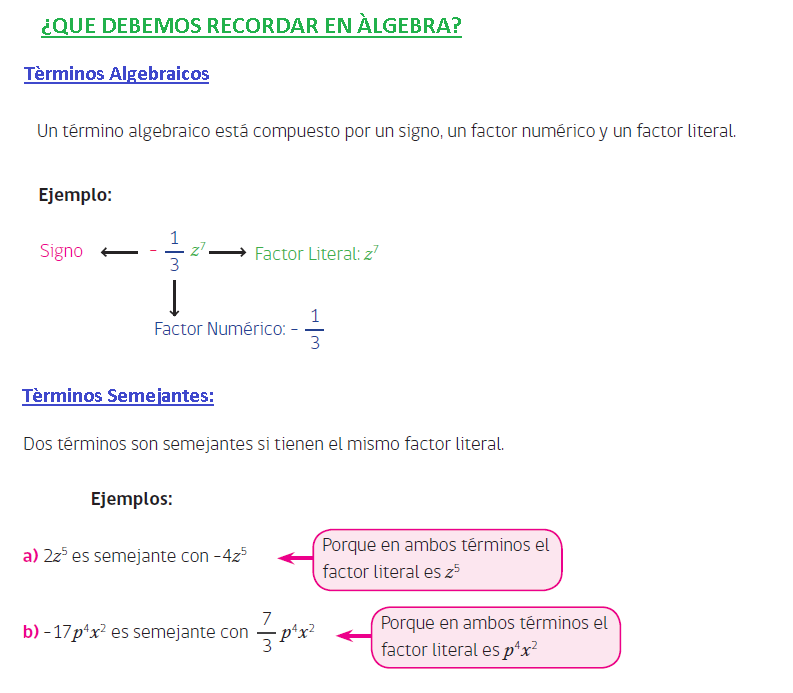 ¿QUE DEBEMOS RECORDAR EN ÀLGEBRA?
Tèrminos Algebraicos
Un término algebraico está compuesto por un signo, un factor numérico y un factor literal.
Ejemplo:
Signo ← - 1/3 z⁷ → Factor Literal: z⁷
↓
Factor Numérico: - 1/3
Tèrminos Semejantes:
Dos términos son semejantes si tienen el mismo factor literal.
Ejemplos:
a) 2z⁵ es semejante con -4z⁵
Porque en ambos términos el
factor literal es z⁵
b) -17p⁴x² es semejante con 7/3 p⁴x²
Porque en ambos términos el
factor literal es p⁴x²